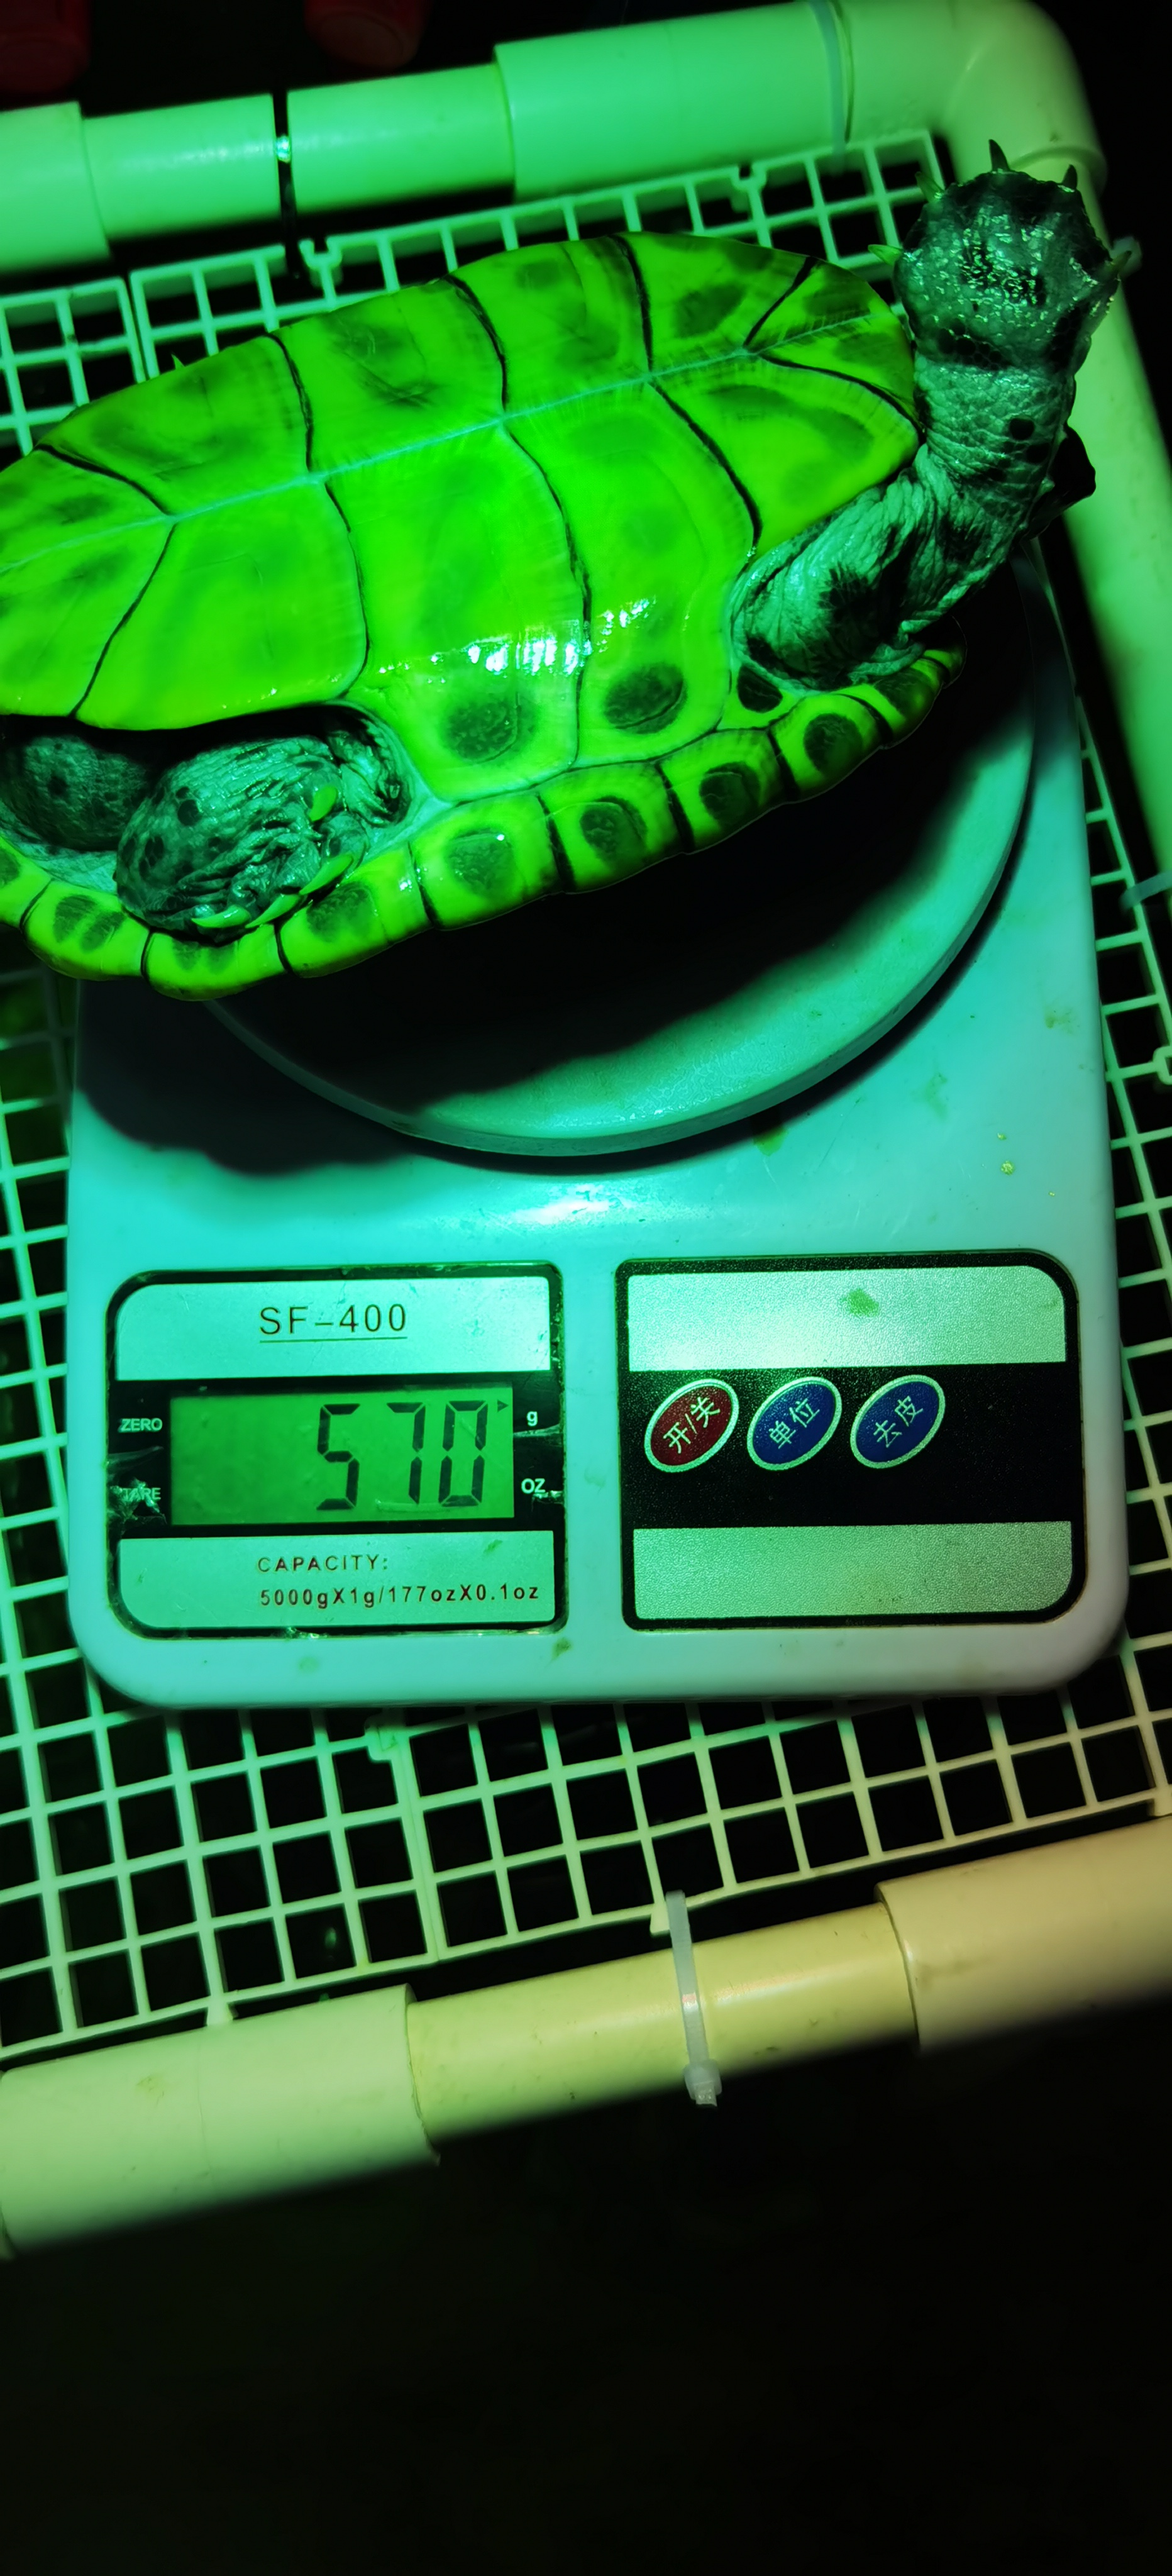 SF-400
ZERO
TARE
570
g
OZ
CAPACITY:
5000gX1g/177ozX0.1oz
开/关
单位
去皮